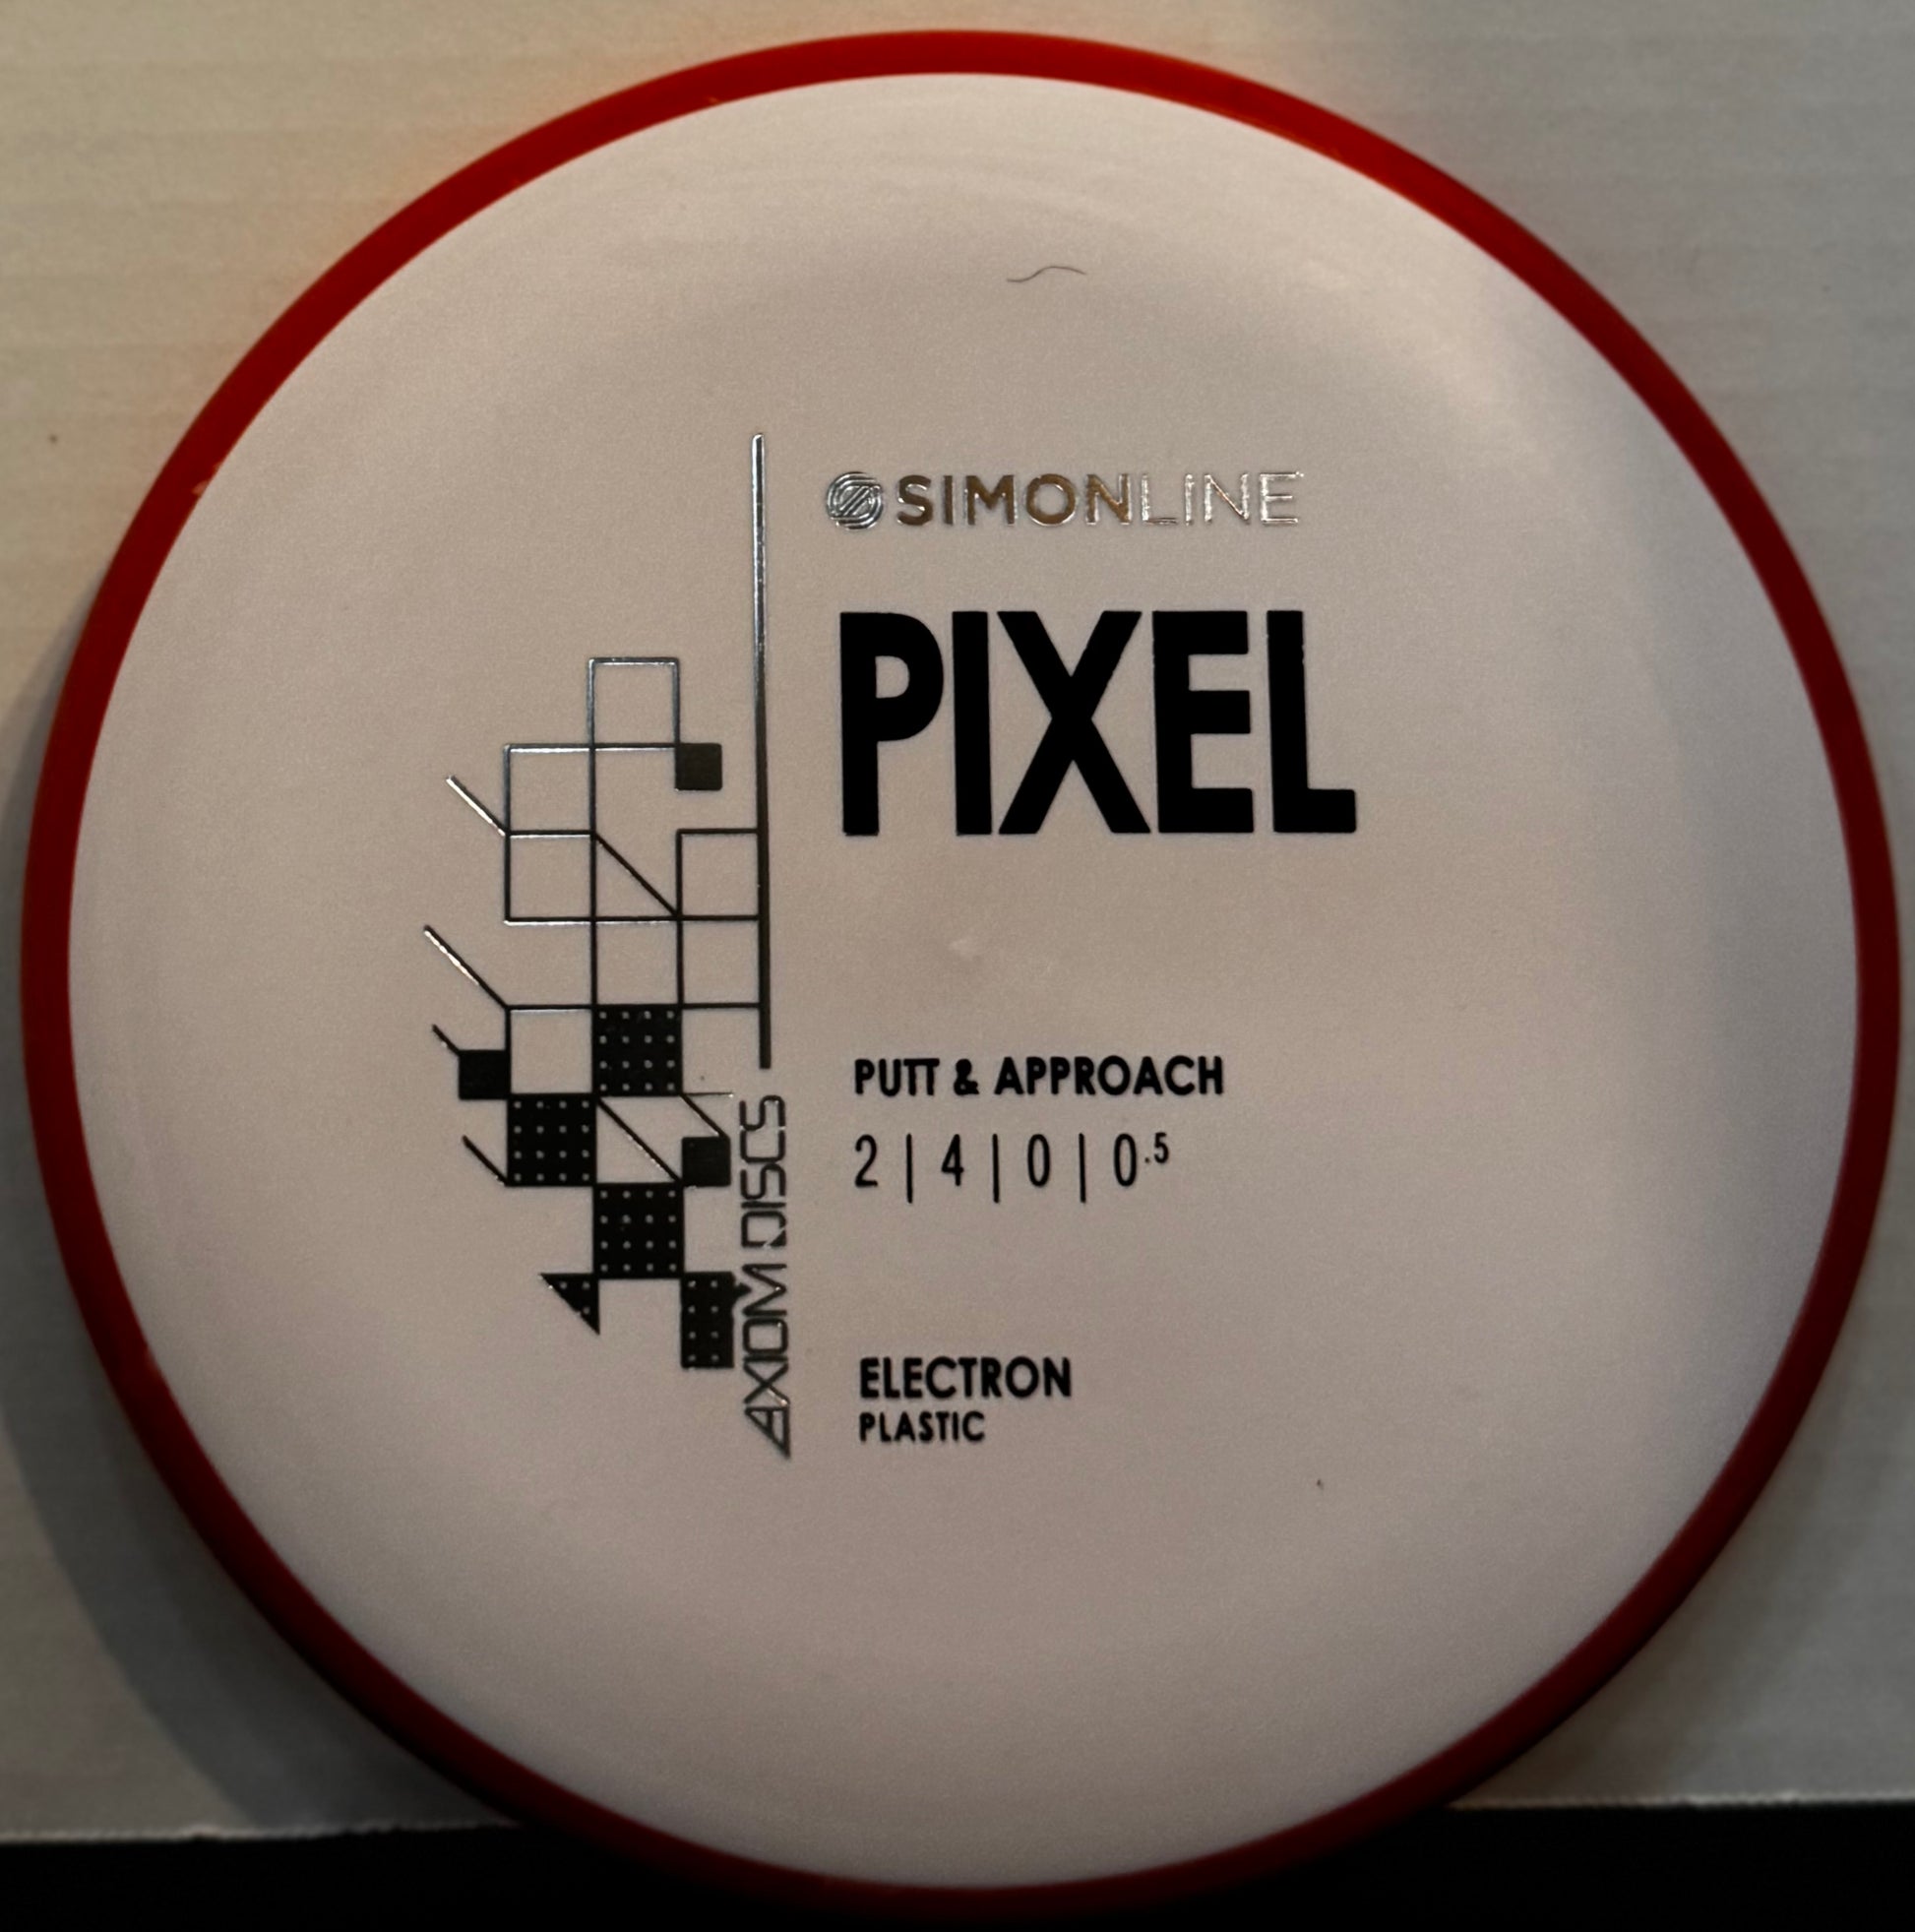 SIMONLINE
PIXEL
PUTT & APPROACH
2 | 4 | 0 | 0.5
AXIOM DISCS
ELECTRON
PLASTIC